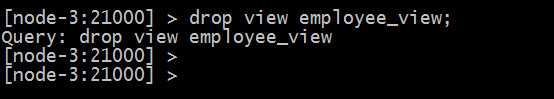 [node-3:21000] > drop view employee_view;
Query: drop view employee_view
[node-3:21000] >
[node-3:21000] >